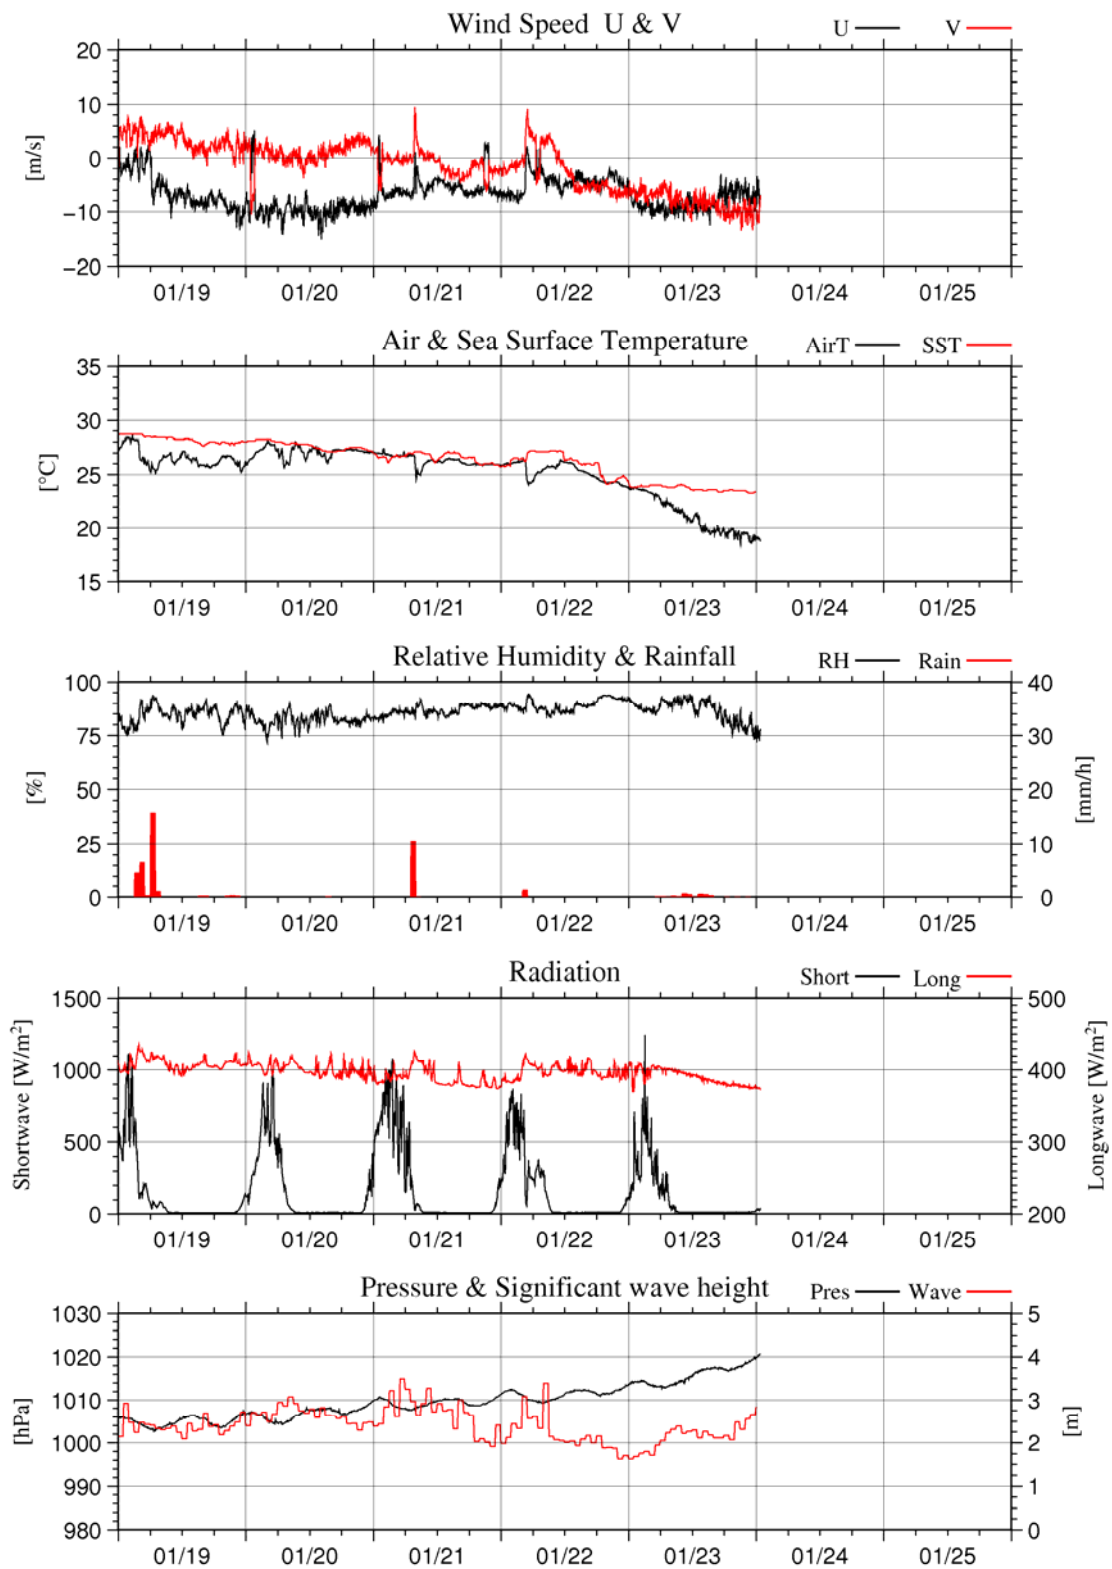 Wind Speed U & V
U V
20
10
0
−10
−20
[m/s]
01/19 01/20 01/21 01/22 01/23 01/24 01/25
Air & Sea Surface Temperature
AirT SST
35
30
25
20
15
[°C]
01/19 01/20 01/21 01/22 01/23 01/24 01/25
Relative Humidity & Rainfall
RH Rain
100 40
75 30
50 20
25 10
0 0
[%]
[mm/h]
01/19 01/20 01/21 01/22 01/23 01/24 01/25
Radiation
Short Long
1500 500
1000 400
500 300
0 200
Shortwave [W/m²]
Longwave [W/m²]
01/19 01/20 01/21 01/22 01/23 01/24 01/25
Pressure & Significant wave height
Pres Wave
1030 5
1020 4
1010 3
1000 2
990 1
980 0
[hPa]
[m]
01/19 01/20 01/21 01/22 01/23 01/24 01/25